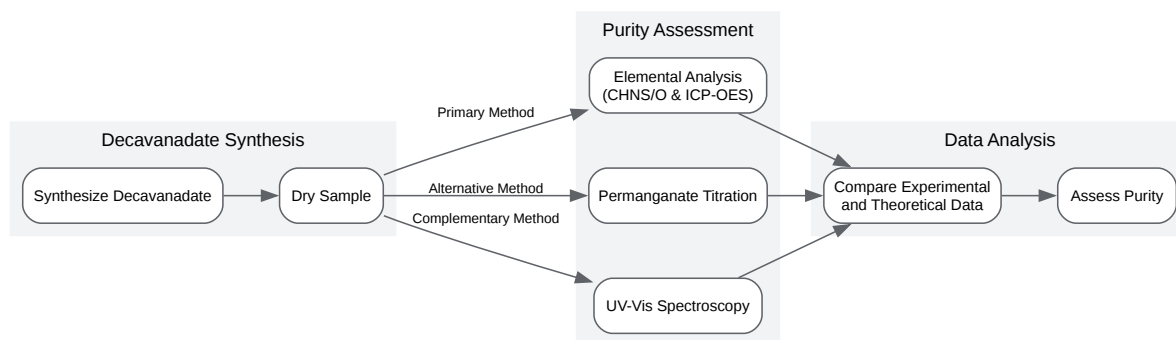 Decavanadate Synthesis
Synthesize Decavanadate
Dry Sample
Primary Method
Alternative Method
Complementary Method
Purity Assessment
Elemental Analysis
(CHNS/O & ICP-OES)
Permanganate Titration
UV-Vis Spectroscopy
Data Analysis
Compare Experimental
and Theoretical Data
Assess Purity